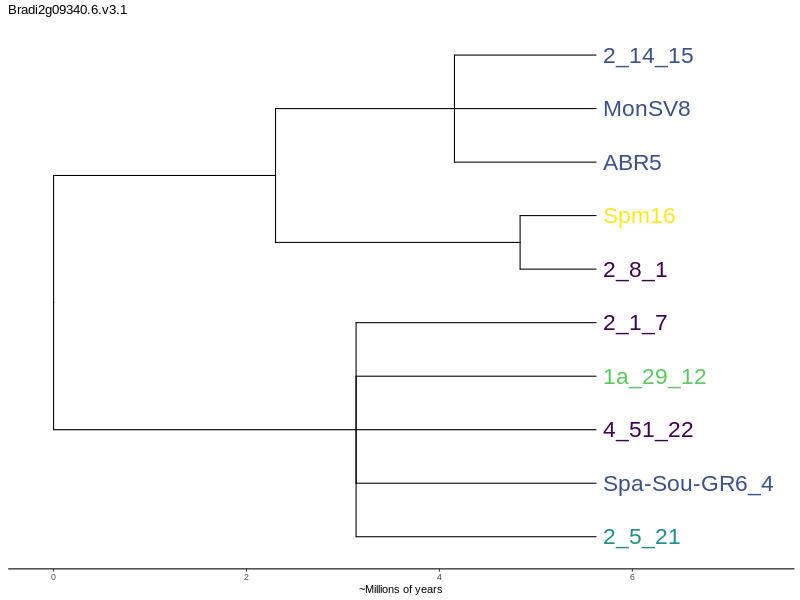 Bradi2g09340.6.v3.1
2_14_15
MonSV8
ABR5
Spm16
2_8_1
2_1_7
1a_29_12
4_51_22
Spa-Sou-GR6_4
2_5_21
0 2 4 6
~Millions of years